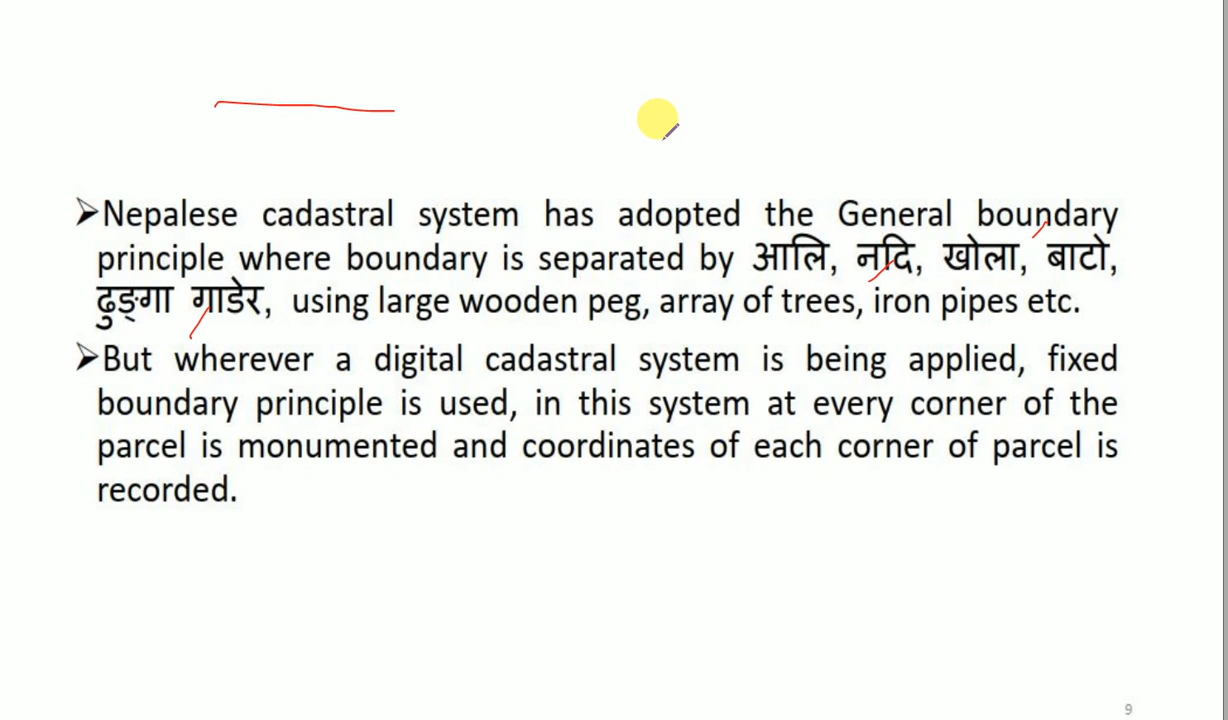 ➢Nepalese cadastral system has adopted the General boundary
principle where boundary is separated by आलि, नदि, खोला, बाटो,
ढुङ्गा गाडेर, using large wooden peg, array of trees, iron pipes etc.
➢But wherever a digital cadastral system is being applied, fixed
boundary principle is used, in this system at every corner of the
parcel is monumented and coordinates of each corner of parcel is
recorded.
9